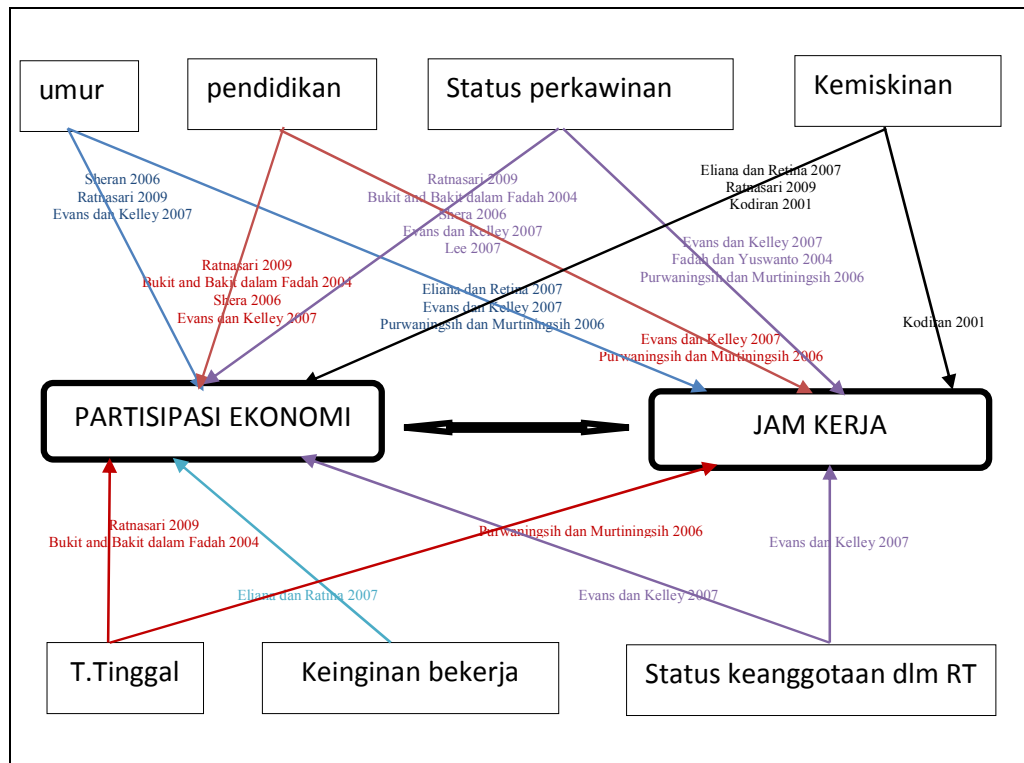 umur
pendidikan
Status perkawinan
Kemiskinan
Sheran 2006
Ratnasari 2009
Evans dan Kelley 2007
Ratnasari 2009
Bukit and Bakit dalam Fadah 2004
Shera 2006
Evans dan Kelley 2007
Lee 2007
Eliana dan Retina 2007
Ratnasari 2009
Kodiran 2001
Evans dan Kelley 2007
Fadah dan Yuswanto 2004
Purwaningsih dan Murtiningsih 2006
Ratnasari 2009
Bukit and Bakit dalam Fadah 2004
Shera 2006
Evans dan Kelley 2007
Eliana dan Retina 2007
Evans dan Kelley 2007
Purwaningsih dan Murtiningsih 2006
Evans dan Kelley 2007
Purwaningsih dan Murtiningsih 2006
Kodiran 2001
PARTISIPASI EKONOMI
JAM KERJA
Ratnasari 2009
Bukit and Bakit dalam Fadah 2004
Purwaningsih dan Murtiningsih 2006
Evans dan Kelley 2007
Eliana dan Ratina 2007
Evans dan Kelley 2007
T.Tinggal
Keinginan bekerja
Status keanggotaan dlm RT